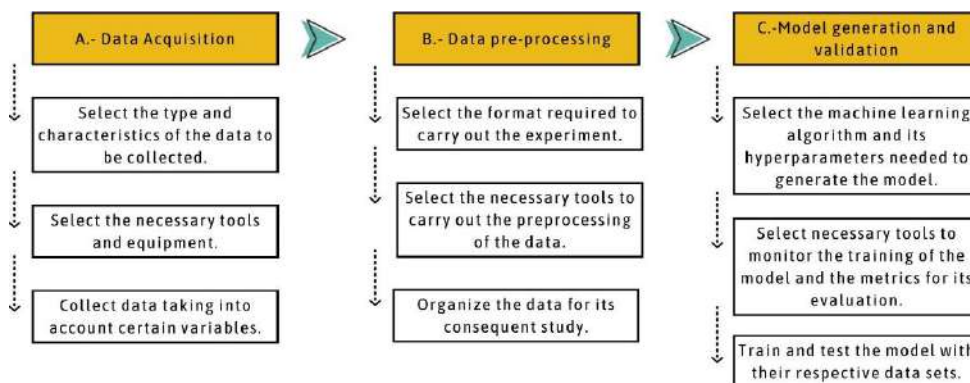 A.- Data Acquisition
Select the type and
characteristics of the data to
be collected.
Select the necessary tools
and equipment.
Collect data taking into
account certain variables.
B.- Data pre-processing
Select the format required to
carry out the experiment.
Select the necessary tools to
carry out the preprocessing
of the data.
Organize the data for its
consequent study.
C.-Model generation and
validation
Select the machine learning
algorithm and its
hyperparameters needed to
generate the model.
Select necessary tools to
monitor the training of the
model and the metrics for its
evaluation.
Train and test the model with
their respective data sets.